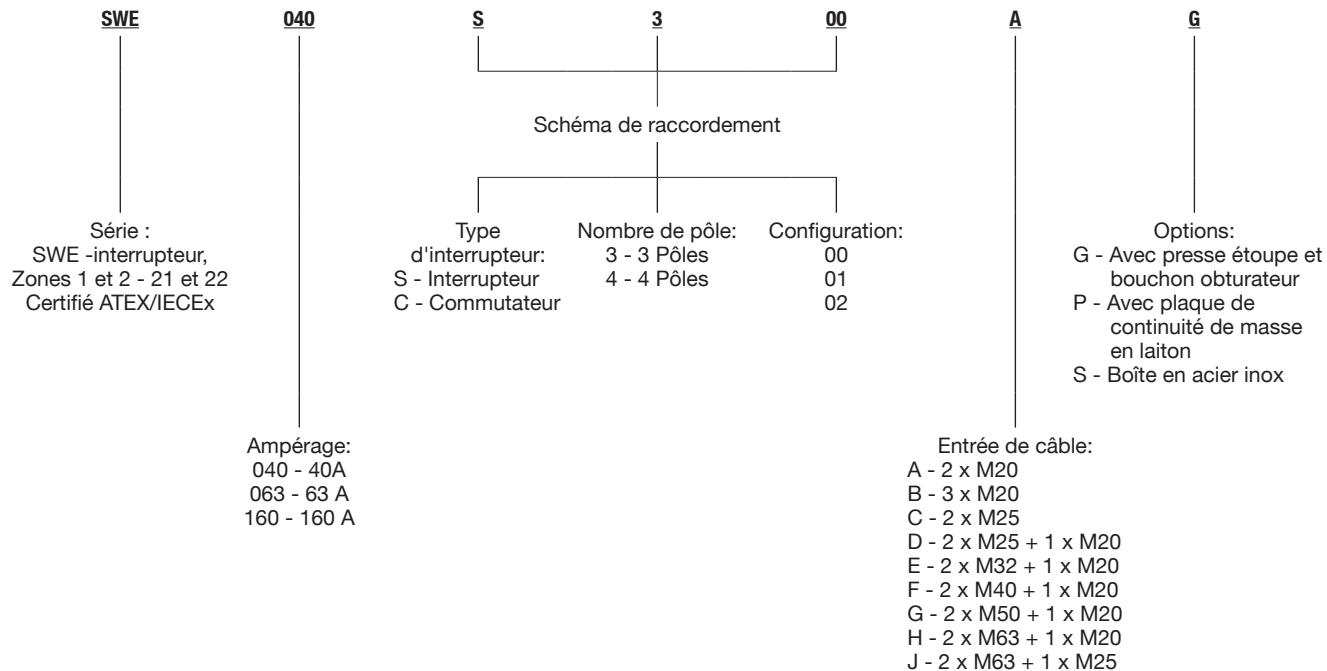 SWE 040 S 3 00 A G
Schéma de raccordement
Série :
SWE -interrupteur,
Zones 1 et 2 - 21 et 22
Certifié ATEX/IECEx
Type
d'interrupteur:
S - Interrupteur
C - Commutateur
Nombre de pôle:
3 - 3 Pôles
4 - 4 Pôles
Configuration:
00
01
02
Options:
G - Avec presse étoupe et
bouchon obturateur
P - Avec plaque de
continuité de masse
en laiton
S - Boîte en acier inox
Ampérage:
040 - 40A
063 - 63 A
160 - 160 A
Entrée de câble:
A - 2 x M20
B - 3 x M20
C - 2 x M25
D - 2 x M25 + 1 x M20
E - 2 x M32 + 1 x M20
F - 2 x M40 + 1 x M20
G - 2 x M50 + 1 x M20
H - 2 x M63 + 1 x M20
J - 2 x M63 + 1 x M25